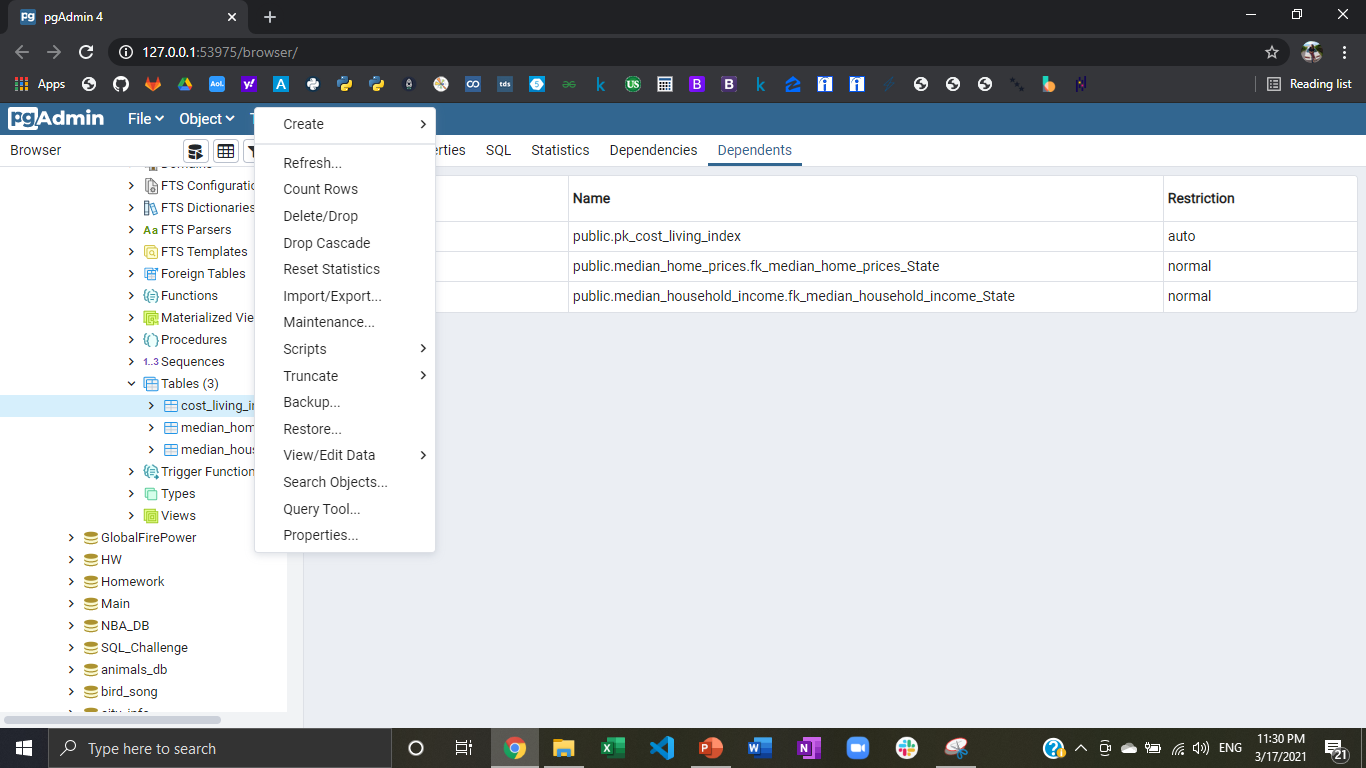 pgAdmin 4
127.0.0.1:53975/browser/
Apps
Aol.
tds
US
Reading list
pgAdmin
File
Object
Browser
erties
SQL
Statistics
Dependencies
Dependents
FTS Configuratio
FTS Dictionaries
Aa FTS Parsers
FTS Templates
Foreign Tables
Functions
Materialized Vie
Procedures
1..3 Sequences
Tables (3)
cost_living_in
median_hom
median_hous
Trigger Function
Types
Views
GlobalFirePower
HW
Homework
Main
NBA_DB
SQL_Challenge
animals_db
bird_song
Create
Refresh...
Count Rows
Delete/Drop
Drop Cascade
Reset Statistics
Import/Export...
Maintenance...
Scripts
Truncate
Backup...
Restore...
View/Edit Data
Search Objects...
Query Tool...
Properties...
Name
Restriction
public.pk_cost_living_index
auto
public.median_home_prices.fk_median_home_prices_State
normal
public.median_household_income.fk_median_household_income_State
normal
Type here to search
ENG
11:30 PM
3/17/2021
21